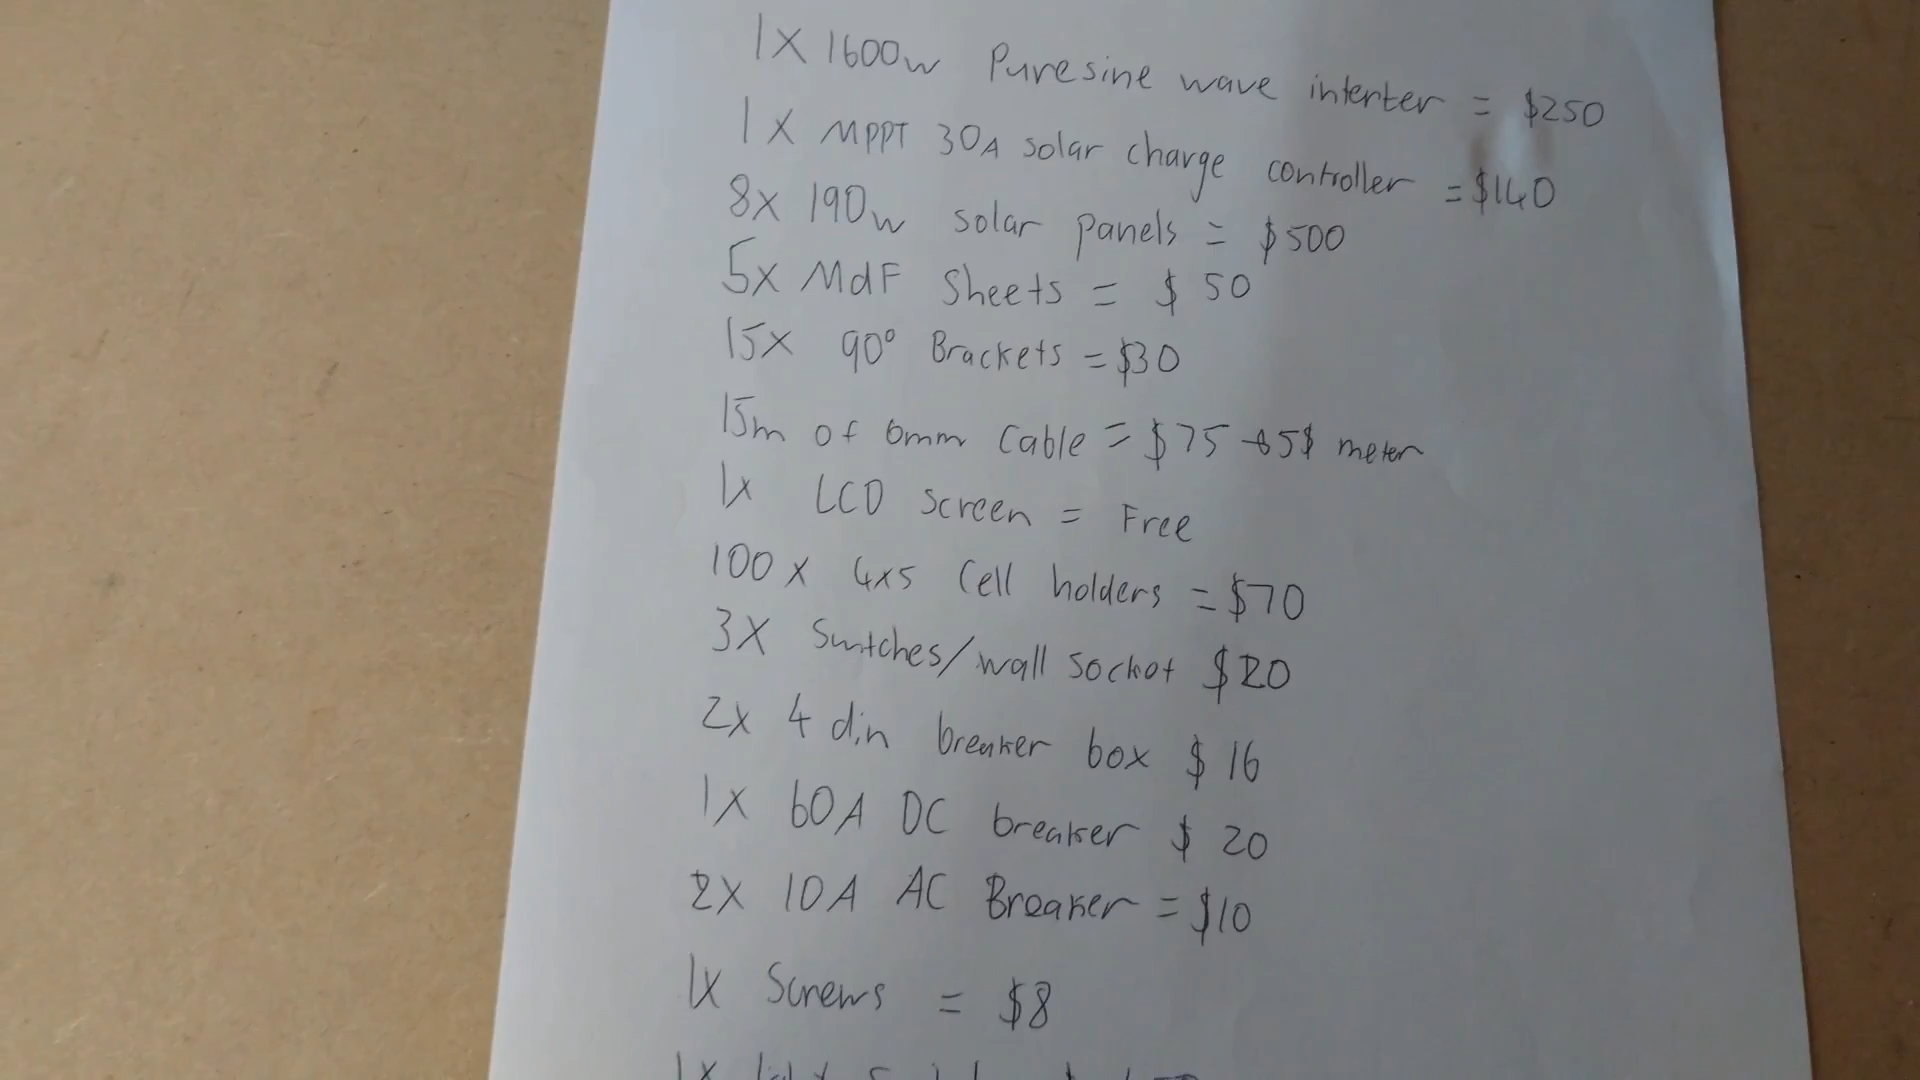 1X 1600w Puresine wave interter = $250
1X MPPT 30A solar charge controller = $140
8X 190w solar panels = $500
5X MdF Sheets = $ 50
15X 90° Brackets = $30
15m of 6mm Cable = $75 5$ meter
1X LCD Screen = Free
100 X 4x5 Cell holders = $70
3X Switches/wall sockot $20
2X 4 din breaker box $ 16
1X 60A DC breaker $ 20
2X 10A AC Breaker = $10
1X Screws = $8
1X